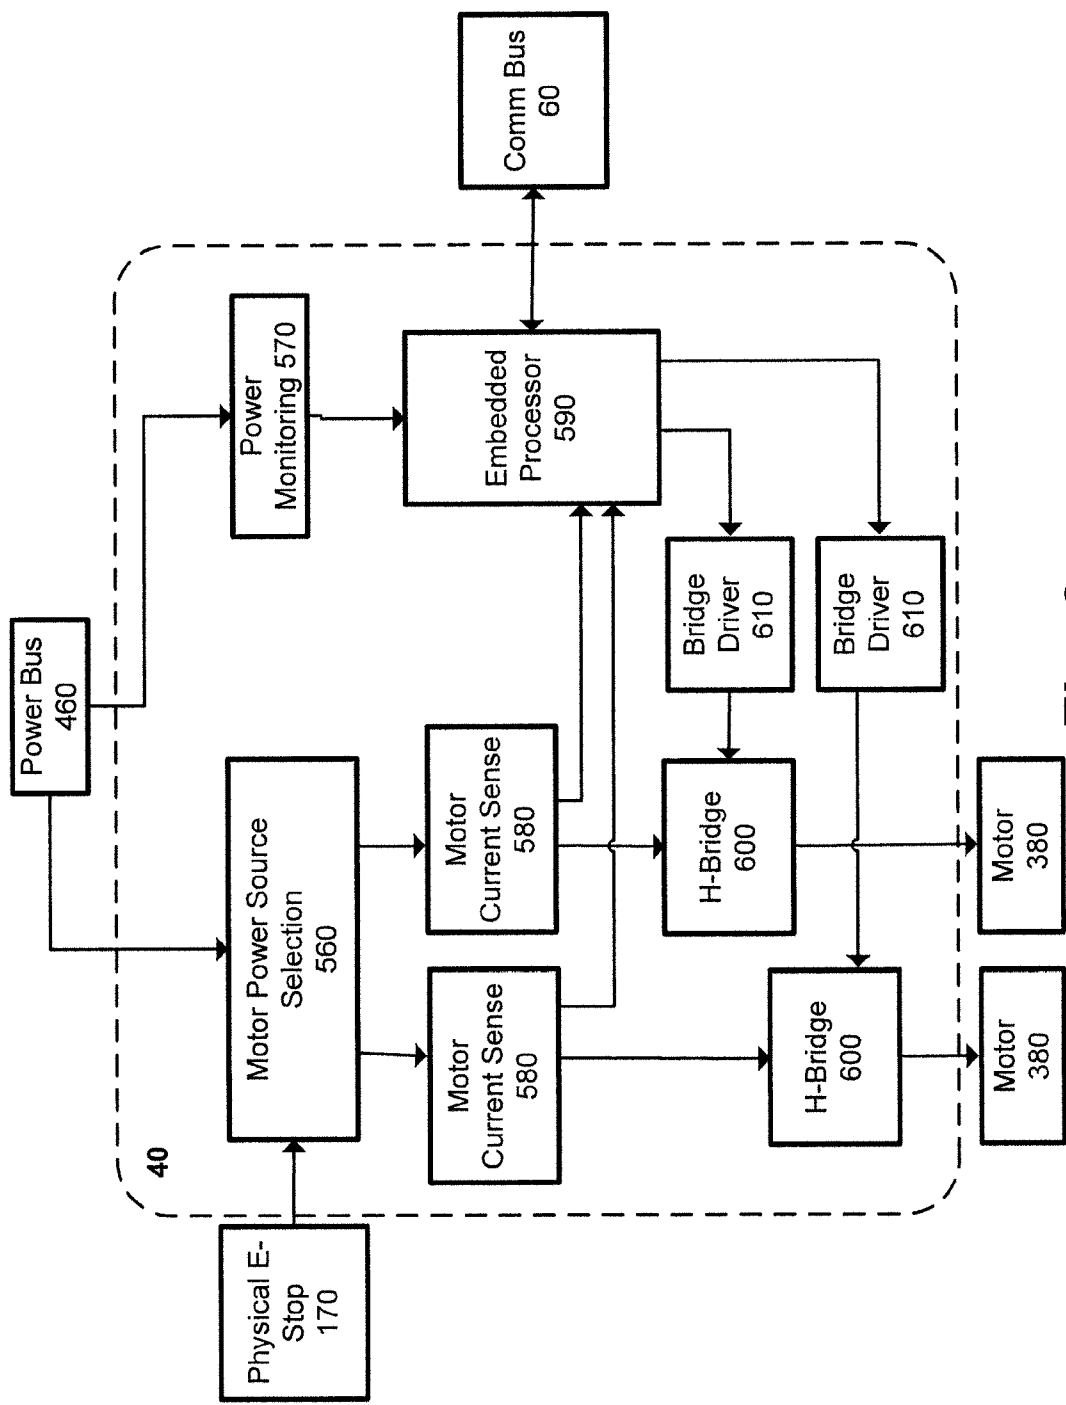 Power Bus
460
Comm Bus
60
40
Physical E-
Stop
170
Motor Power Source
Selection
560
Power
Monitoring 570
Motor
Current Sense
580
Motor
Current Sense
580
Embedded
Processor
590
H-Bridge
600
H-Bridge
600
Bridge
Driver
610
Bridge
Driver
610
Motor
380
Motor
380